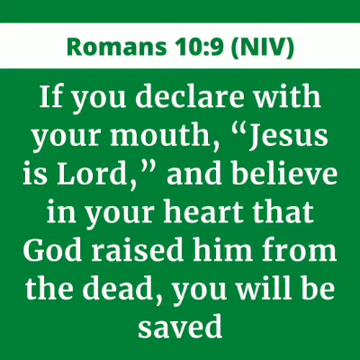 Romans 10:9 (NIV)
If you declare with
your mouth, “Jesus
is Lord,” and believe
in your heart that
God raised him from
the dead, you will be
saved